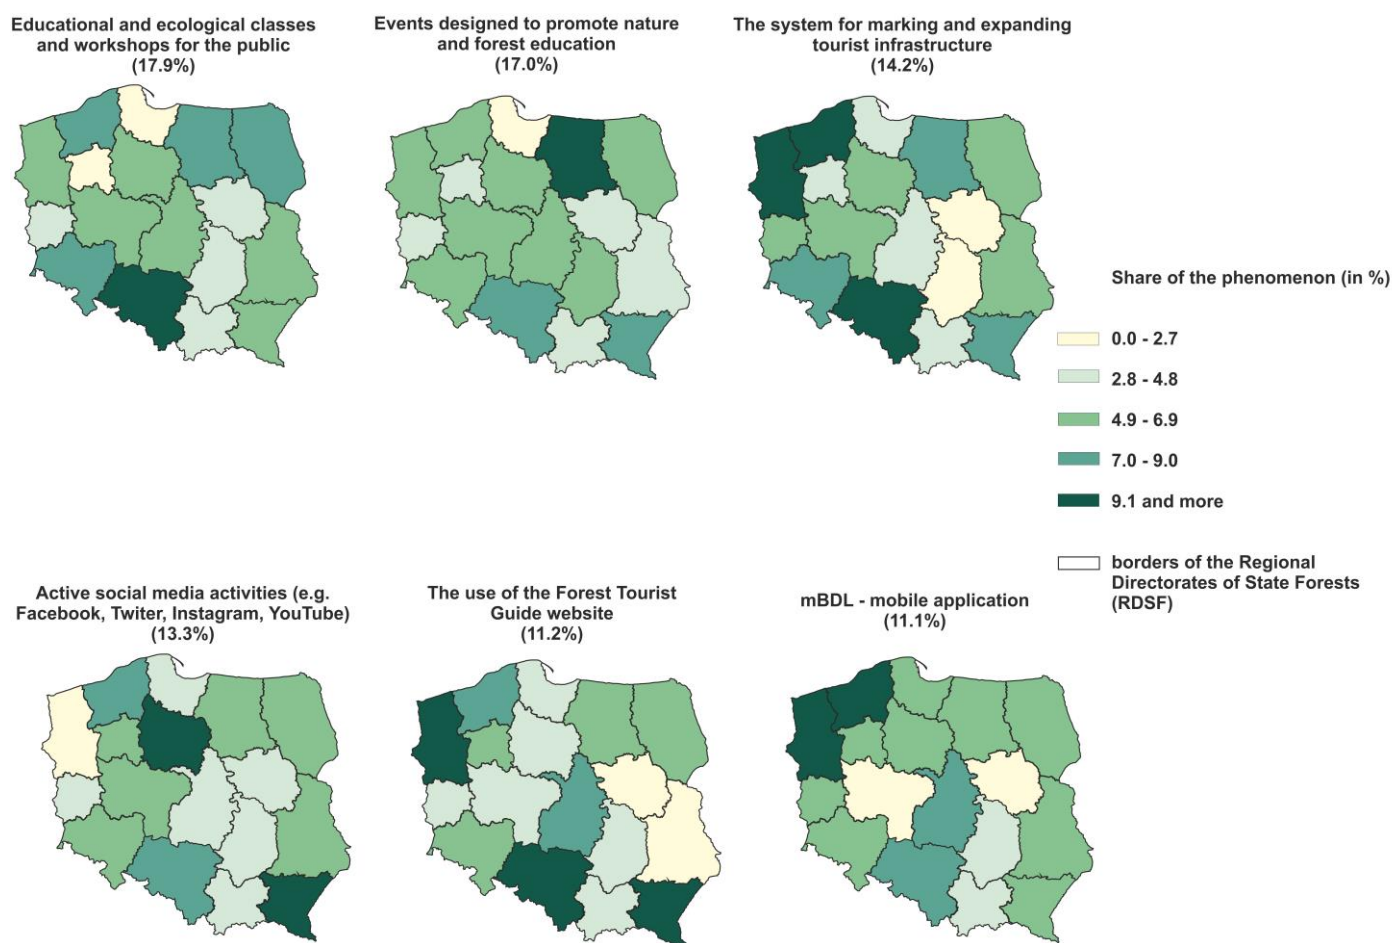 Educational and ecological classes
and workshops for the public
(17.9%)
Events designed to promote nature
and forest education
(17.0%)
The system for marking and expanding
tourist infrastructure
(14.2%)
Share of the phenomenon (in %)
0.0 - 2.7
2.8 - 4.8
4.9 - 6.9
7.0 - 9.0
9.1 and more
borders of the Regional
Directorates of State Forests
(RDSF)
Active social media activities (e.g.
Facebook, Twiter, Instagram, YouTube)
(13.3%)
The use of the Forest Tourist
Guide website
(11.2%)
mBDL - mobile application
(11.1%)